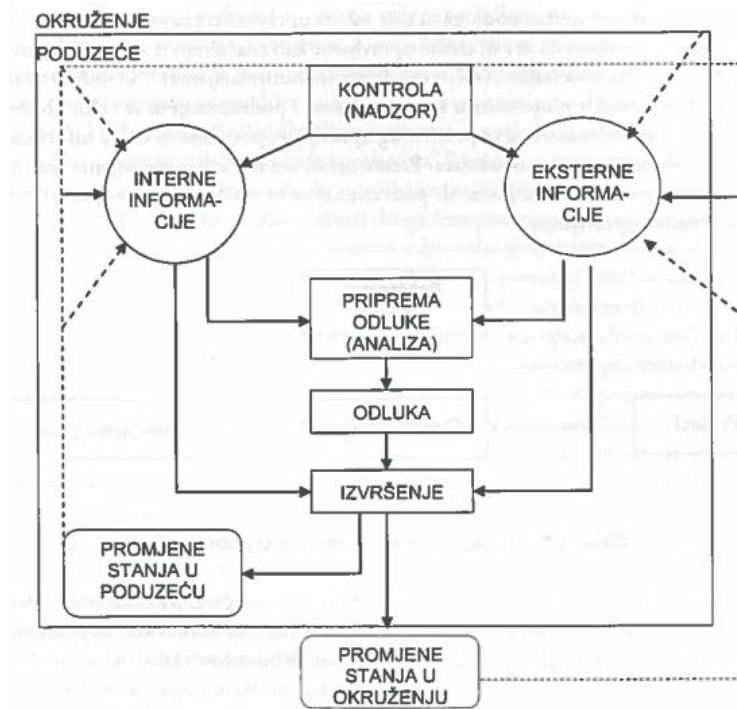 OKRUŽENJE
PODUZEĆE
KONTROLA
(NADZOR)
INTERNE
INFORMA-
CIJE
EKSTERNE
INFORMA-
CIJE
PRIPREMA
ODLUKE
(ANALIZA)
ODLUKA
IZVRŠENJE
PROMJENE
STANJA U
PODUZEĆU
PROMJENE
STANJA U
OKRUŽENJU